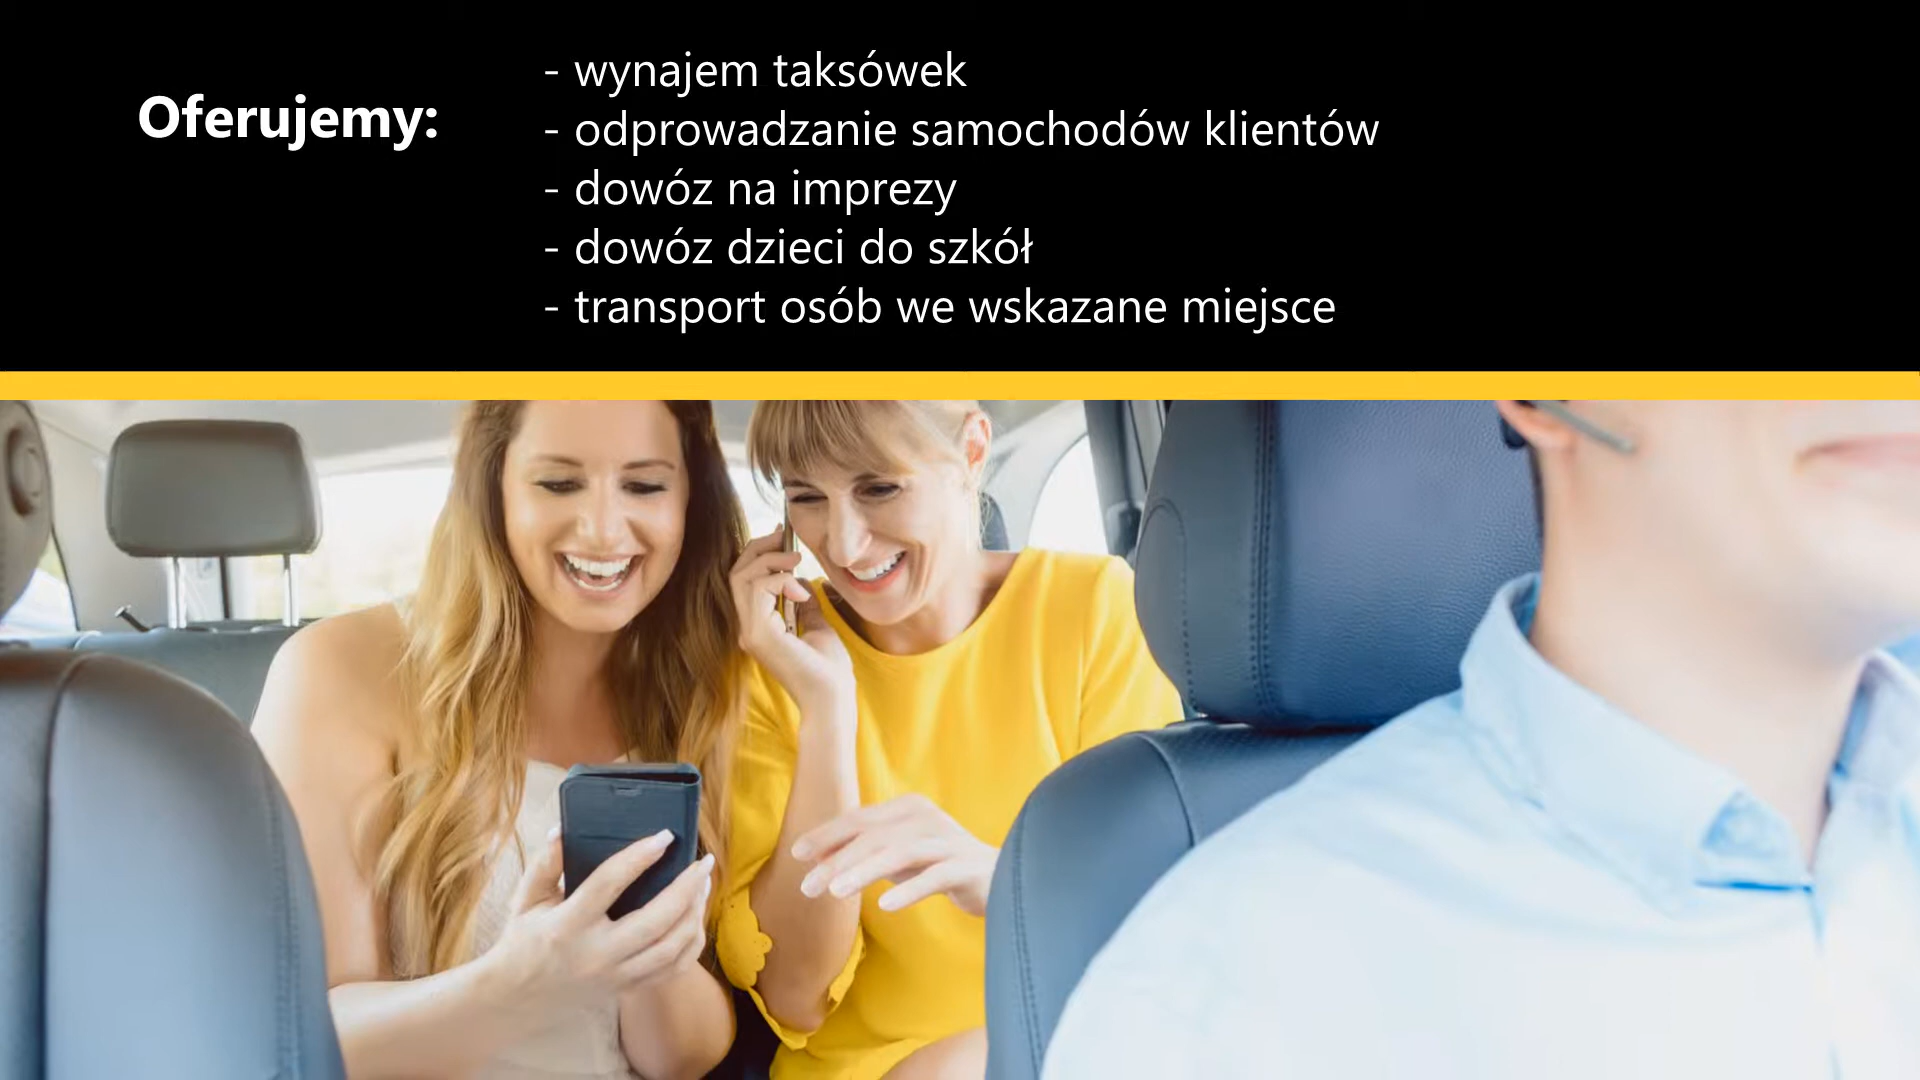 Oferujemy:
- wynajem taksówek
- odprowadzanie samochodów klientów
- dowóz na imprezy
- dowóz dzieci do szkół
- transport osób we wskazane miejsce